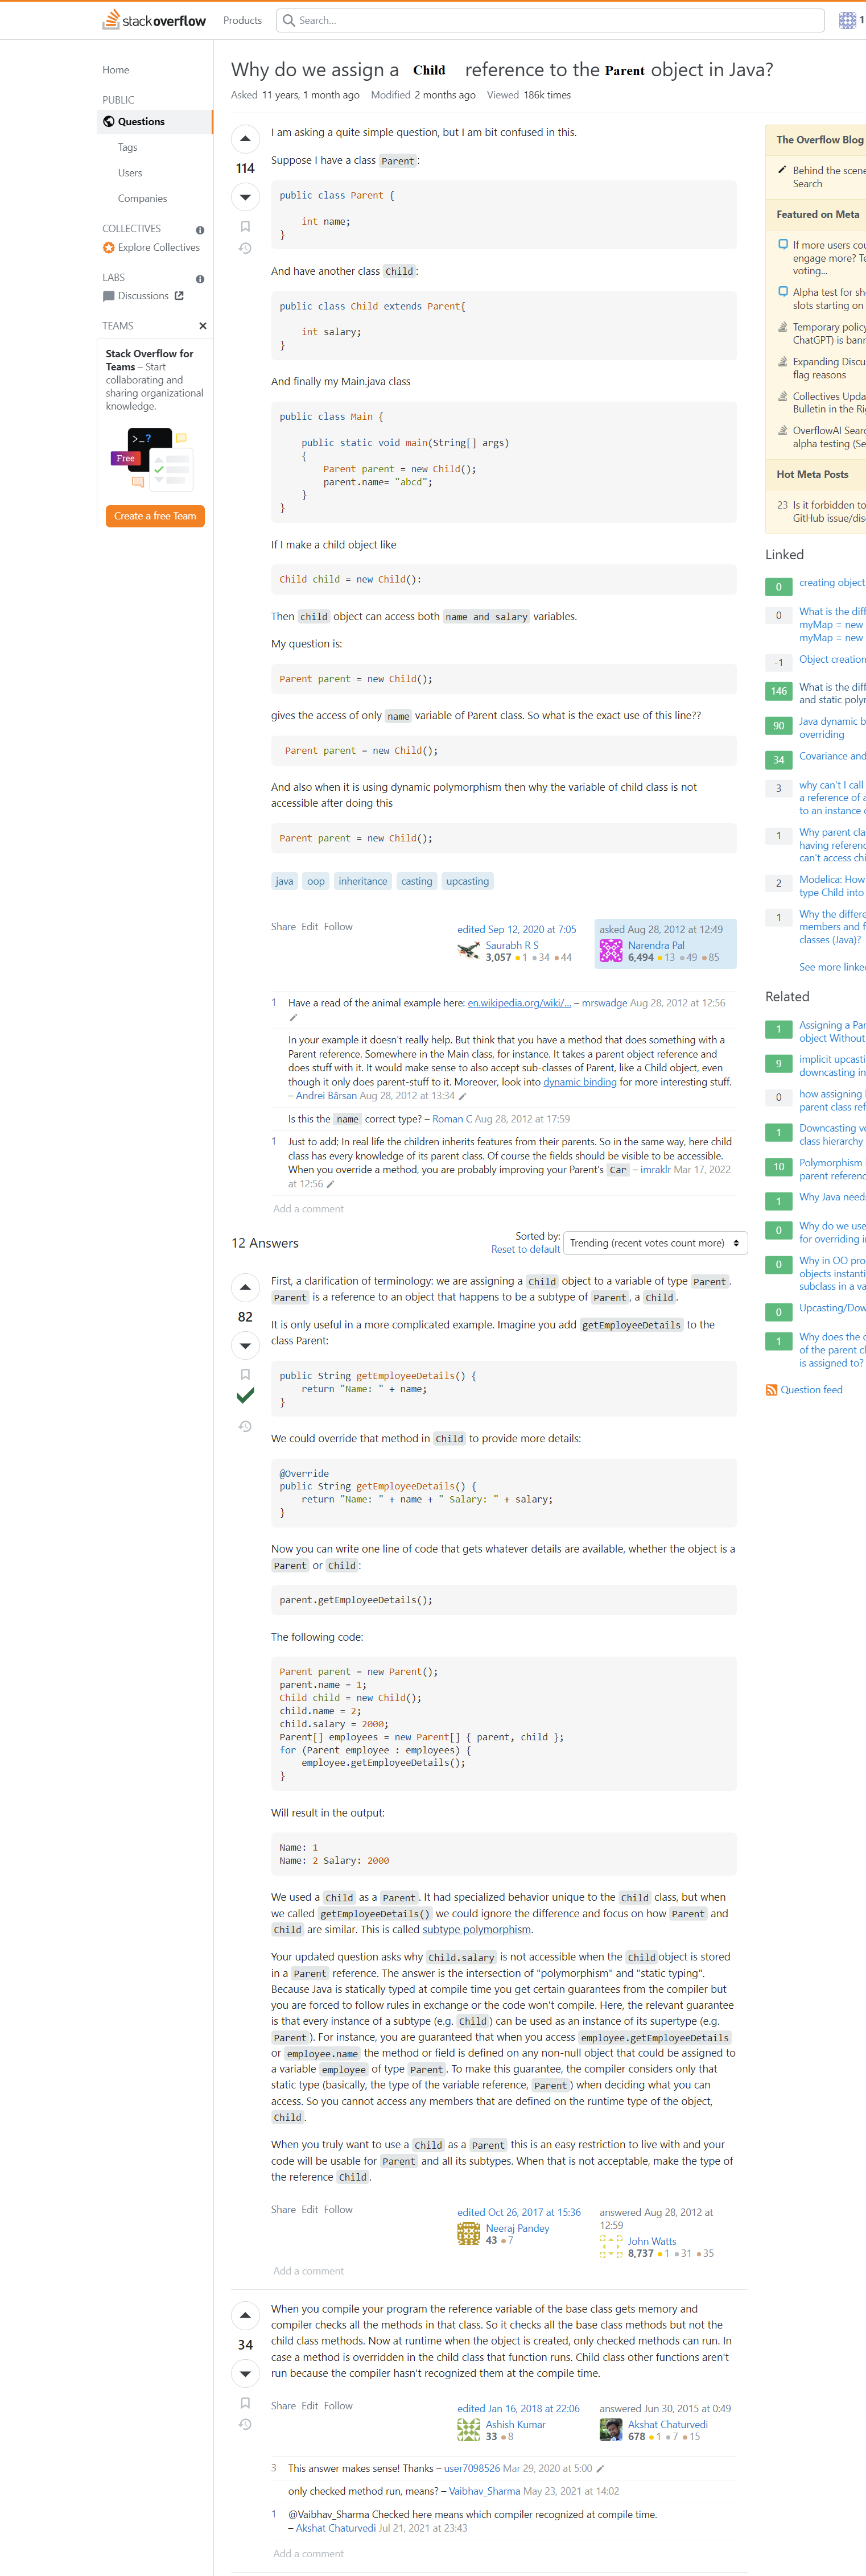 stackoverflow
Products
Search...
1
Home
PUBLIC
Questions
Tags
Users
Companies
COLLECTIVES
Explore Collectives
LABS
Discussions
TEAMS
Stack Overflow for
Teams – Start
collaborating and
sharing organizational
knowledge.
>_?
Free
Create a free Team
Why do we assign a Child reference to the Parent object in Java?
Asked 11 years, 1 month ago Modified 2 months ago Viewed 186k times
114
I am asking a quite simple question, but I am bit confused in this.
Suppose I have a class Parent:
public class Parent {
int name;
}
And have another class Child:
public class Child extends Parent{
int salary;
}
And finally my Main.java class
public class Main {
public static void main(String[] args)
{
Parent parent = new Child();
parent.name= "abcd";
}
}
If I make a child object like
Child child = new Child():
Then child object can access both name and salary variables.
My question is:
Parent parent = new Child();
gives the access of only name variable of Parent class. So what is the exact use of this line??
Parent parent = new Child();
And also when it is using dynamic polymorphism then why the variable of child class is not
accessible after doing this
Parent parent = new Child();
java oop inheritance casting upcasting
Share Edit Follow
edited Sep 12, 2020 at 7:05
Saurabh R S
3,057 1 34 44
asked Aug 28, 2012 at 12:49
Narendra Pal
6,494 13 49 85
1 Have a read of the animal example here: en.wikipedia.org/wiki/... – mrswadge Aug 28, 2012 at 12:56
In your example it doesn't really help. But think that you have a method that does something with a
Parent reference. Somewhere in the Main class, for instance. It takes a parent object reference and
does stuff with it. It would make sense to also accept sub-classes of Parent, like a Child object, even
though it only does parent-stuff to it. Moreover, look into dynamic binding for more interesting stuff.
– Andrei Bârsan Aug 28, 2012 at 13:34
Is this the name correct type? – Roman C Aug 28, 2012 at 17:59
1 Just to add; In real life the children inherits features from their parents. So in the same way, here child
class has every knowledge of its parent class. Of course the fields should be visible to be accessible.
When you override a method, you are probably improving your Parent's Car – imraklr Mar 17, 2022
at 12:56
Add a comment
12 Answers
Sorted by:
Reset to default
Trending (recent votes count more)
82
First, a clarification of terminology: we are assigning a Child object to a variable of type Parent.
Parent is a reference to an object that happens to be a subtype of Parent, a Child.
It is only useful in a more complicated example. Imagine you add getEmployeeDetails to the
class Parent:
public String getEmployeeDetails() {
return "Name: " + name;
}
We could override that method in Child to provide more details:
@Override
public String getEmployeeDetails() {
return "Name: " + name + " Salary: " + salary;
}
Now you can write one line of code that gets whatever details are available, whether the object is a
Parent or Child:
parent.getEmployeeDetails();
The following code:
Parent parent = new Parent();
parent.name = 1;
Child child = new Child();
child.name = 2;
child.salary = 2000;
Parent[] employees = new Parent[] { parent, child };
for (Parent employee : employees) {
employee.getEmployeeDetails();
}
Will result in the output:
Name: 1
Name: 2 Salary: 2000
We used a Child as a Parent. It had specialized behavior unique to the Child class, but when
we called getEmployeeDetails() we could ignore the difference and focus on how Parent and
Child are similar. This is called subtype polymorphism.
Your updated question asks why Child.salary is not accessible when the Child object is stored
in a Parent reference. The answer is the intersection of "polymorphism" and "static typing".
Because Java is statically typed at compile time you get certain guarantees from the compiler but
you are forced to follow rules in exchange or the code won't compile. Here, the relevant guarantee
is that every instance of a subtype (e.g. Child) can be used as an instance of its supertype (e.g.
Parent). For instance, you are guaranteed that when you access employee.getEmployeeDetails
or employee.name the method or field is defined on any non-null object that could be assigned to
a variable employee of type Parent. To make this guarantee, the compiler considers only that
static type (basically, the type of the variable reference, Parent) when deciding what you can
access. So you cannot access any members that are defined on the runtime type of the object,
Child.
When you truly want to use a Child as a Parent this is an easy restriction to live with and your
code will be usable for Parent and all its subtypes. When that is not acceptable, make the type of
the reference Child.
Share Edit Follow
edited Oct 26, 2017 at 15:36
Neeraj Pandey
43 7
answered Aug 28, 2012 at
12:59
John Watts
8,737 1 31 35
Add a comment
34
When you compile your program the reference variable of the base class gets memory and
compiler checks all the methods in that class. So it checks all the base class methods but not the
child class methods. Now at runtime when the object is created, only checked methods can run. In
case a method is overridden in the child class that function runs. Child class other functions aren't
run because the compiler hasn't recognized them at the compile time.
Share Edit Follow
edited Jan 16, 2018 at 22:06
Ashish Kumar
33 8
answered Jun 30, 2015 at 0:49
Akshat Chaturvedi
678 1 7 15
3 This answer makes sense! Thanks – user7098526 Mar 29, 2020 at 5:00
only checked method run, means? – Vaibhav_Sharma May 23, 2021 at 14:02
1 @Vaibhav_Sharma Checked here means which compiler recognized at compile time.
– Akshat Chaturvedi Jul 21, 2021 at 23:43
Add a comment
The Overflow Blog
Behind the scene
Search
Featured on Meta
If more users cou
engage more? Te
voting...
Alpha test for sho
slots starting on
Temporary policy
ChatGPT) is bann
Expanding Discu
flag reasons
Collectives Upda
Bulletin in the Rig
OverflowAI Searc
alpha testing (Se
Hot Meta Posts
23 Is it forbidden to
GitHub issue/dis
Linked
0 creating object
0 What is the diff
myMap = new
myMap = new
-1 Object creation
146 What is the diff
and static polyn
90 Java dynamic b
overriding
34 Covariance and
3 why can't I call
a reference of a
to an instance o
1 Why parent cla
having referenc
can't access chi
2 Modelica: How
type Child into
1 Why the differe
members and f
classes (Java)?
See more linked
Related
1 Assigning a Par
object Without
9 implicit upcasti
downcasting in
0 how assigning
parent class ref
1 Downcasting ve
class hierarchy
10 Polymorphism
parent referenc
1 Why Java need
0 Why do we use
for overriding i
0 Why in OO pro
objects instanti
subclass in a va
0 Upcasting/Dow
1 Why does the c
of the parent cl
is assigned to?
Question feed